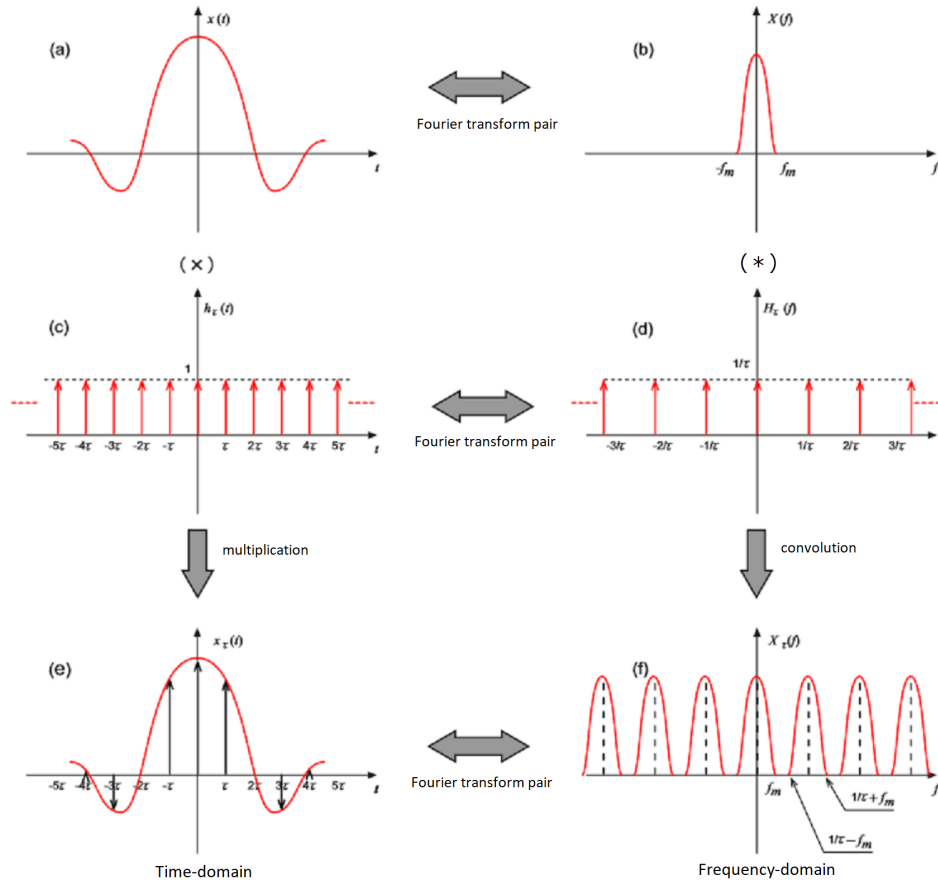 x(t)
X(f)
(a)
(b)
Fourier transform pair
t
-fm
fm
f
(×)
(*)
hτ(t)
Hτ(f)
(c)
(d)
1
1/τ
-5τ -4τ -3τ -2τ -τ τ 2τ 3τ 4τ 5τ t
Fourier transform pair
-3/τ -2/τ -1/τ 1/τ 2/τ 3/τ f
multiplication
convolution
xτ(t)
Xτ(f)
(e)
(f)
-5τ -4τ -3τ -2τ -τ τ 2τ 3τ 4τ 5τ t
Fourier transform pair
fm
f
1/τ+fm
1/τ-fm
Time-domain
Frequency-domain